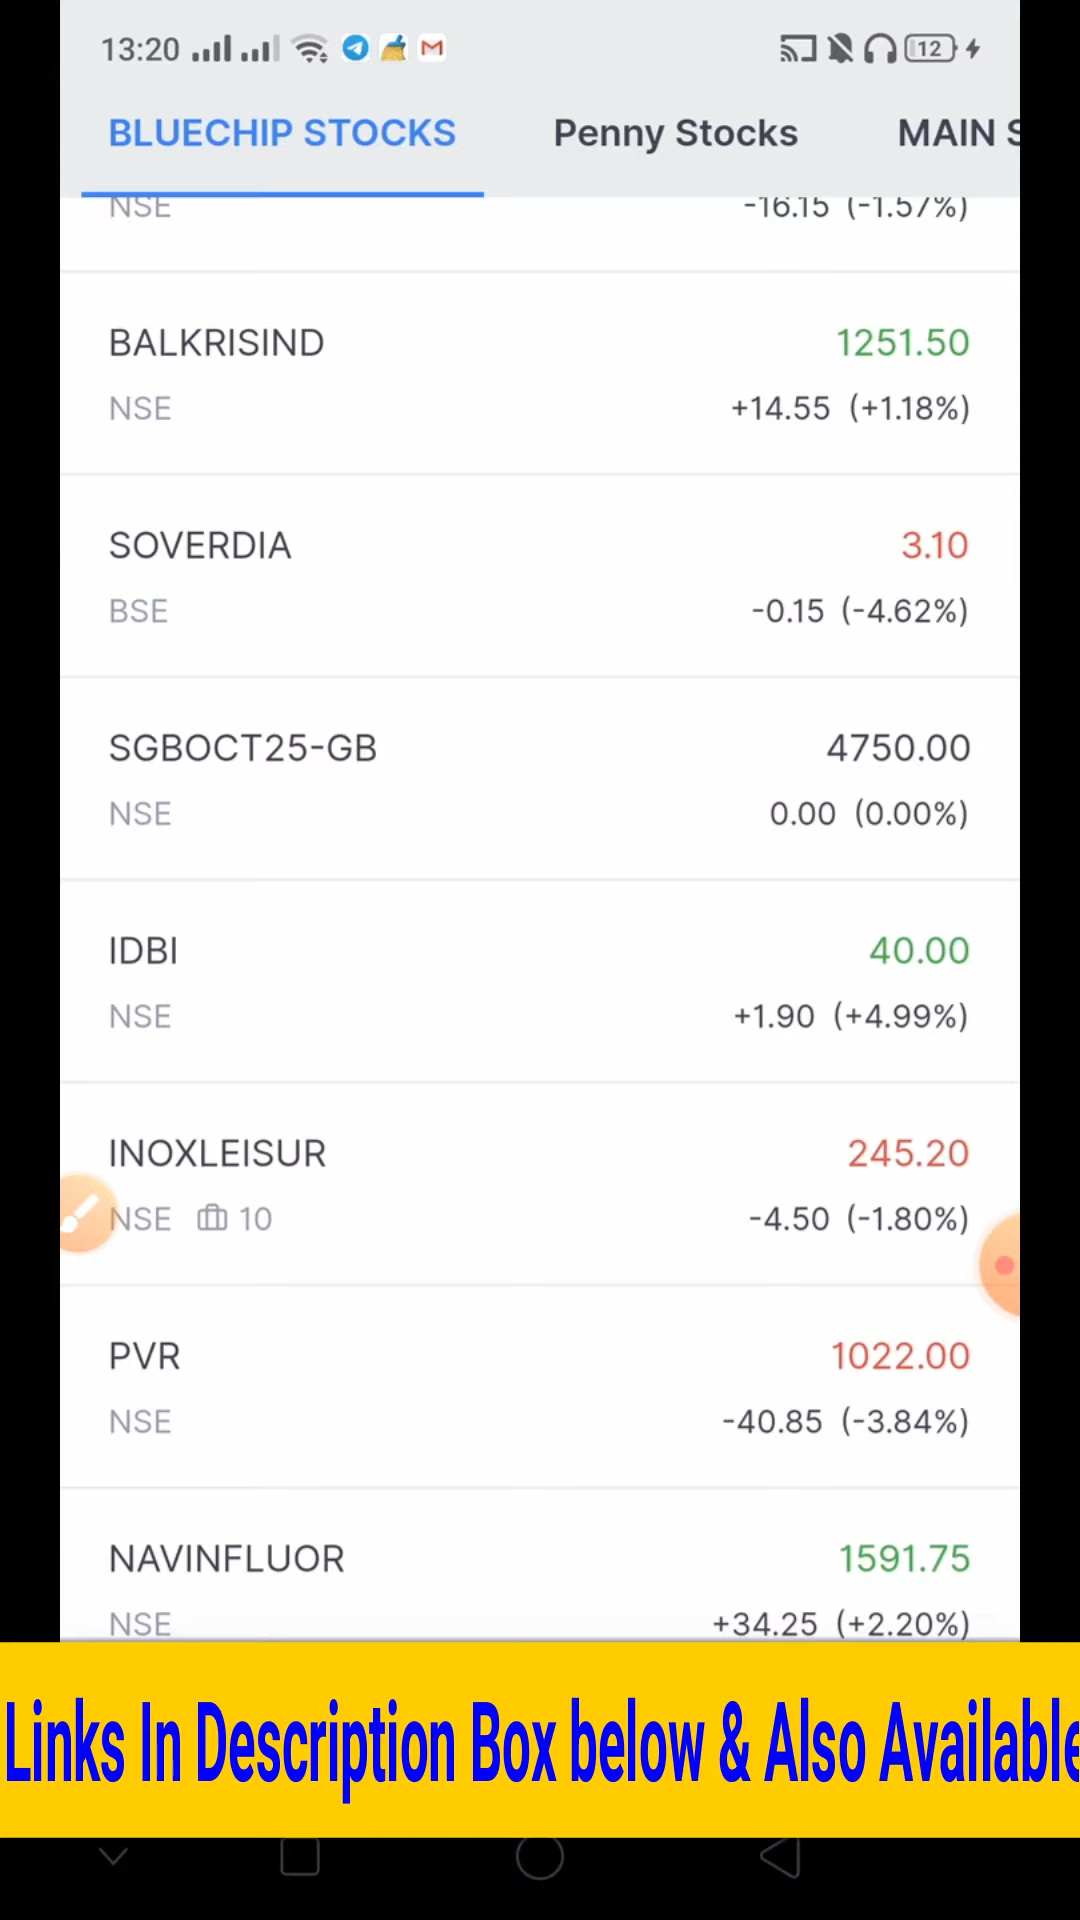 13:20 12
BLUECHIP STOCKS Penny Stocks MAIN S
NSE -16.15 (-1.57%)
BALKRISIND 1251.50
NSE +14.55 (+1.18%)
SOVERDIA 3.10
BSE -0.15 (-4.62%)
SGBOCT25-GB 4750.00
NSE 0.00 (0.00%)
IDBI 40.00
NSE +1.90 (+4.99%)
INOXLEISUR 245.20
NSE 10 -4.50 (-1.80%)
PVR 1022.00
NSE -40.85 (-3.84%)
NAVINFLUOR 1591.75
NSE +34.25 (+2.20%)
Links In Description Box below & Also Available